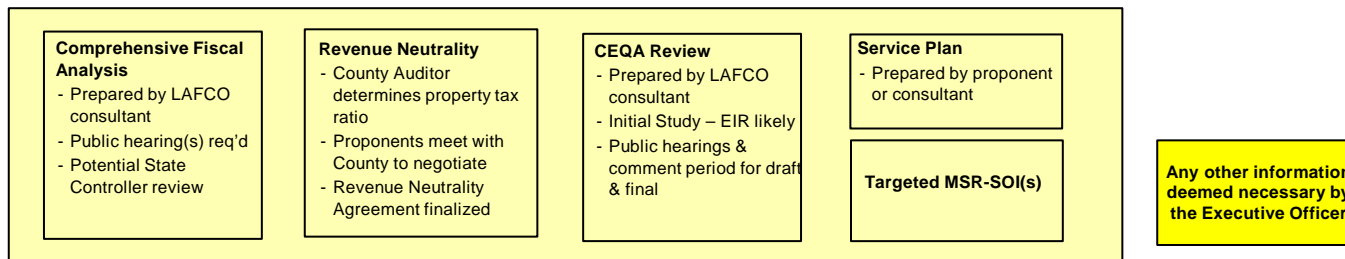 Comprehensive Fiscal
Analysis
- Prepared by LAFCO
consultant
- Public hearing(s) req'd
- Potential State
Controller review
Revenue Neutrality
- County Auditor
determines property tax
ratio
- Proponents meet with
County to negotiate
- Revenue Neutrality
Agreement finalized
CEQA Review
- Prepared by LAFCO
consultant
- Initial Study – EIR likely
- Public hearings &
comment period for draft
& final
Service Plan
- Prepared by proponent
or consultant
Targeted MSR-SOI(s)
Any other information
deemed necessary by
the Executive Officer